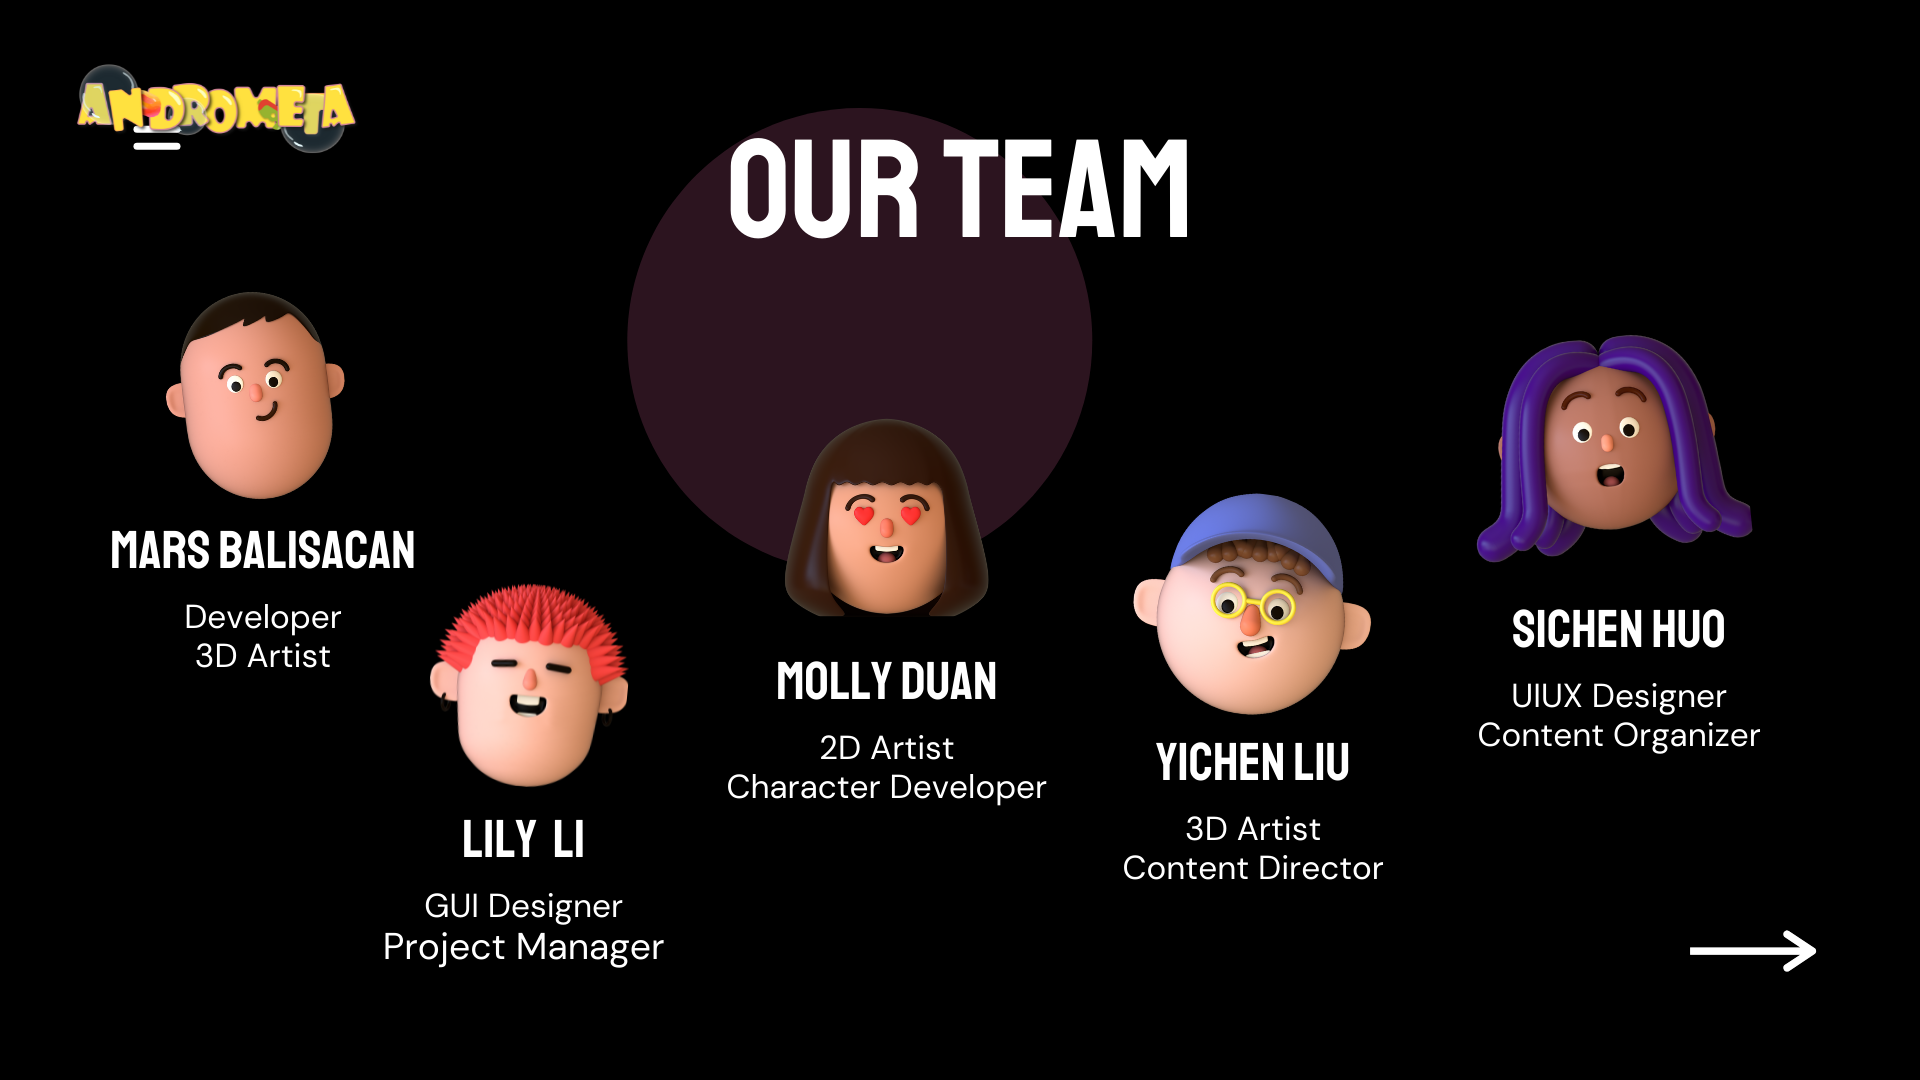 ANDROMETA
OUR TEAM
MARS BALISACAN
Developer
3D Artist
LILY LI
GUI Designer
Project Manager
MOLLY DUAN
2D Artist
Character Developer
YICHEN LIU
3D Artist
Content Director
SICHEN HUO
UIUX Designer
Content Organizer